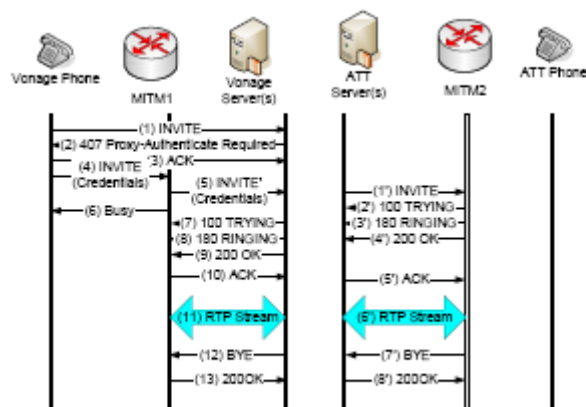 Vonage Phone
MITM1
Vonage
Server(s)
ATT
Server(s)
MITM2
ATT Phone
(1) INVITE
(2) 407 Proxy-Authenticate Required
'3) ACK
(4) INVITE
(Credentials)
(5) INVITE'
(Credentials)
(6) Busy
(7) 100 TRYING
(8) 180 RINGING
(9) 200 OK
(10) ACK
(11) RTP Stream
(12) BYE
(13) 200OK
(1') INVITE
(2') 100 TRYING
(3') 180 RINGING
(4') 200 OK
(5') ACK
(6') RTP Stream
(7') BYE
(8') 200OK